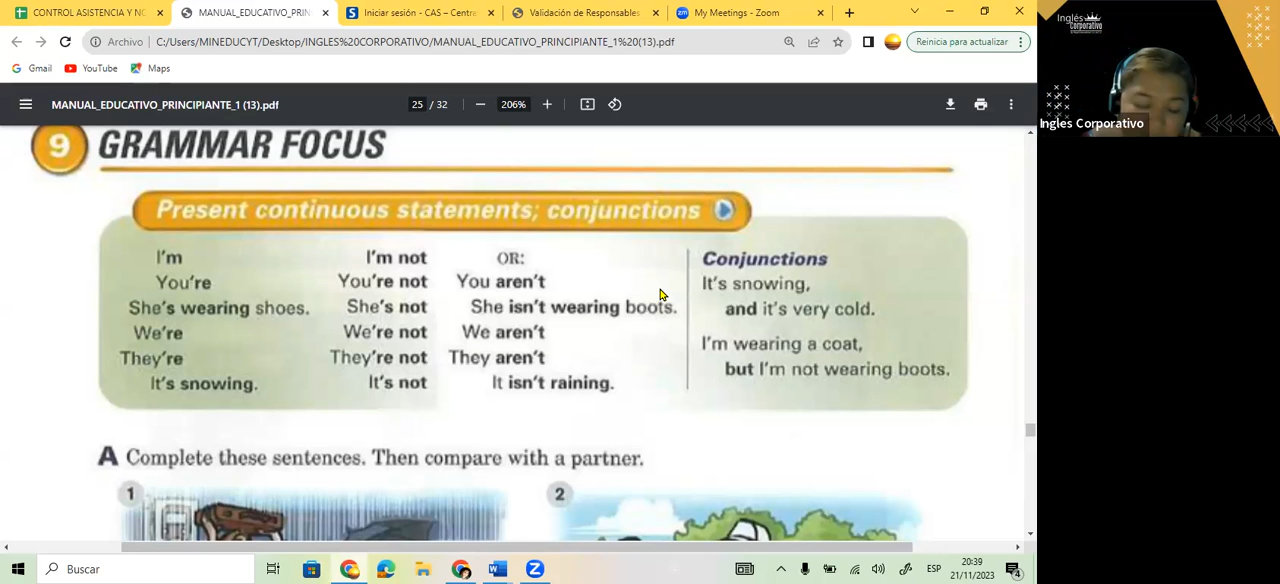 CONTROL ASISTENCIA Y NO
MANUAL_EDUCATIVO_PRIN
Iniciar sesión - CAS – Centra
Validación de Responsables
My Meetings - Zoom
Archivo
C:/Users/MINEDUCYT/Desktop/INGLES%20CORPORATIVO/MANUAL_EDUCATIVO_PRINCIPIANTE_1%20(13).pdf
Reinicia para actualizar
Gmail
YouTube
Maps
MANUAL_EDUCATIVO_PRINCIPIANTE_1 (13).pdf
25 / 32
206%
9 GRAMMAR FOCUS
Present continuous statements; conjunctions
I'm I'm not OR:
You're You're not You aren't
She's wearing shoes. She's not She isn't wearing boots.
We're We're not We aren't
They're They're not They aren't
It's snowing. It's not It isn't raining.
Conjunctions
It's snowing,
and it's very cold.
I'm wearing a coat,
but I'm not wearing boots.
A Complete these sentences. Then compare with a partner.
1
2
Inglés
Corporativo
Ingles Corporativo
Buscar
ESP
20:39
21/11/2023
4